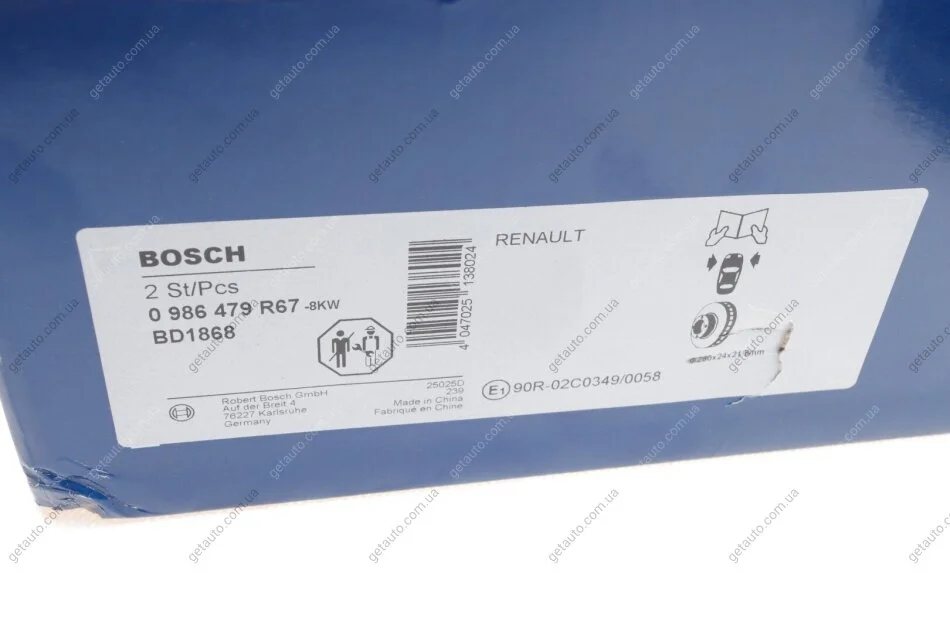 BOSCH
2 St/Pcs
0 986 479 R67 -8KW
BD1868
4 047025 138024
RENAULT
Robert Bosch GmbH
Auf der Breit 4
76227 Karlsruhe
Germany
25025D
239
Made in China
Fabriqué en Chine
E1 90R-02C0349/0058
getauto.com.ua